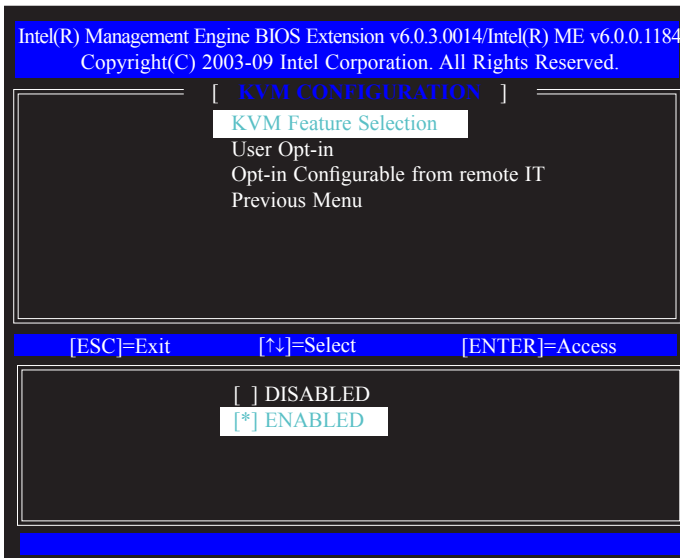 Intel(R) Management Engine BIOS Extension v6.0.3.0014/Intel(R) ME v6.0.0.1184
Copyright(C) 2003-09 Intel Corporation. All Rights Reserved.
[ KVM CONFIGURATION ]
KVM Feature Selection
User Opt-in
Opt-in Configurable from remote IT
Previous Menu
[ESC]=Exit [↑↓]=Select [ENTER]=Access
[ ] DISABLED
[*] ENABLED